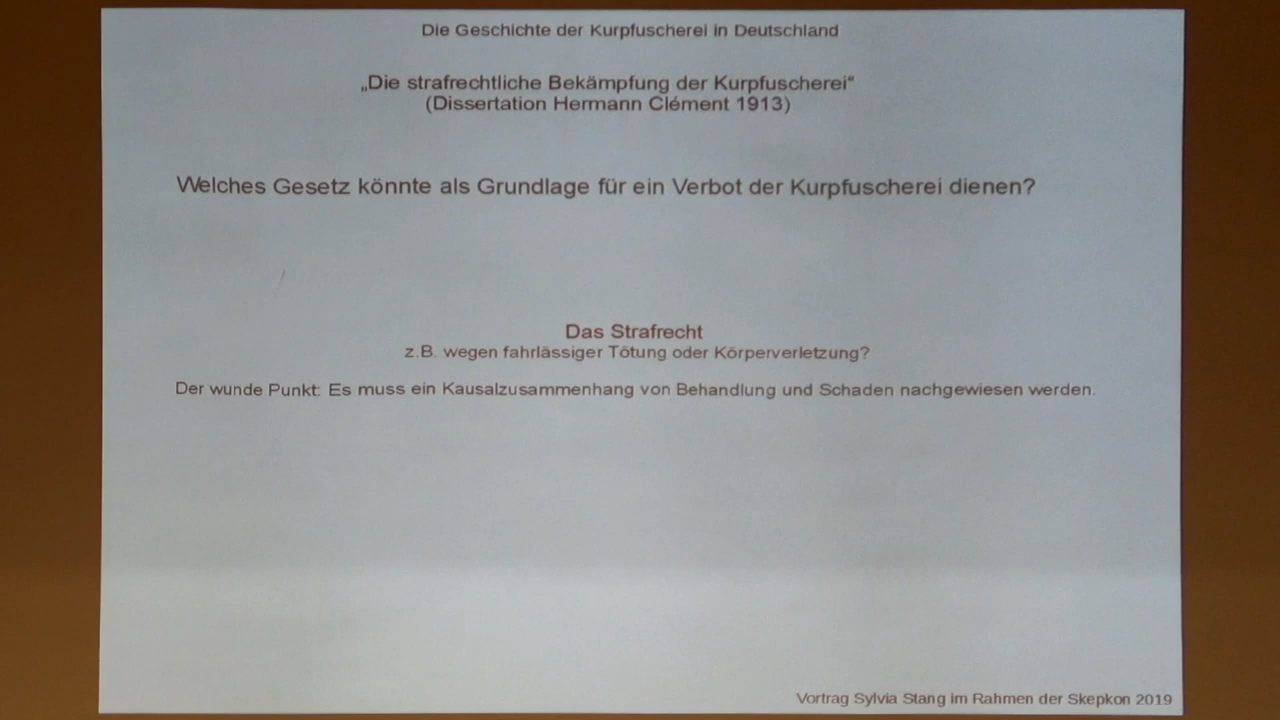 Die Geschichte der Kurpfuscherei in Deutschland
„Die strafrechtliche Bekämpfung der Kurpfuscherei“
(Dissertation Hermann Clément 1913)
Welches Gesetz könnte als Grundlage für ein Verbot der Kurpfuscherei dienen?
Das Strafrecht
z.B. wegen fahrlässiger Tötung oder Körperverletzung?
Der wunde Punkt: Es muss ein Kausalzusammenhang von Behandlung und Schaden nachgewiesen werden.
Vortrag Sylvia Stang im Rahmen der Skepkon 2019